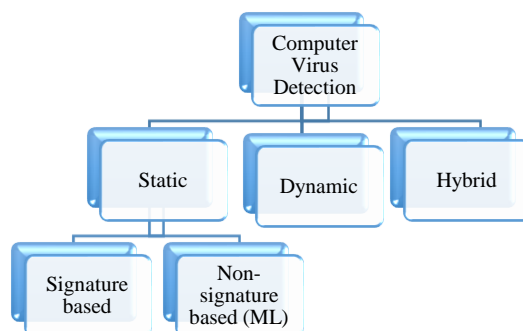 Computer
Virus
Detection
Static
Dynamic
Hybrid
Signature
based
Non-
signature
based (ML)